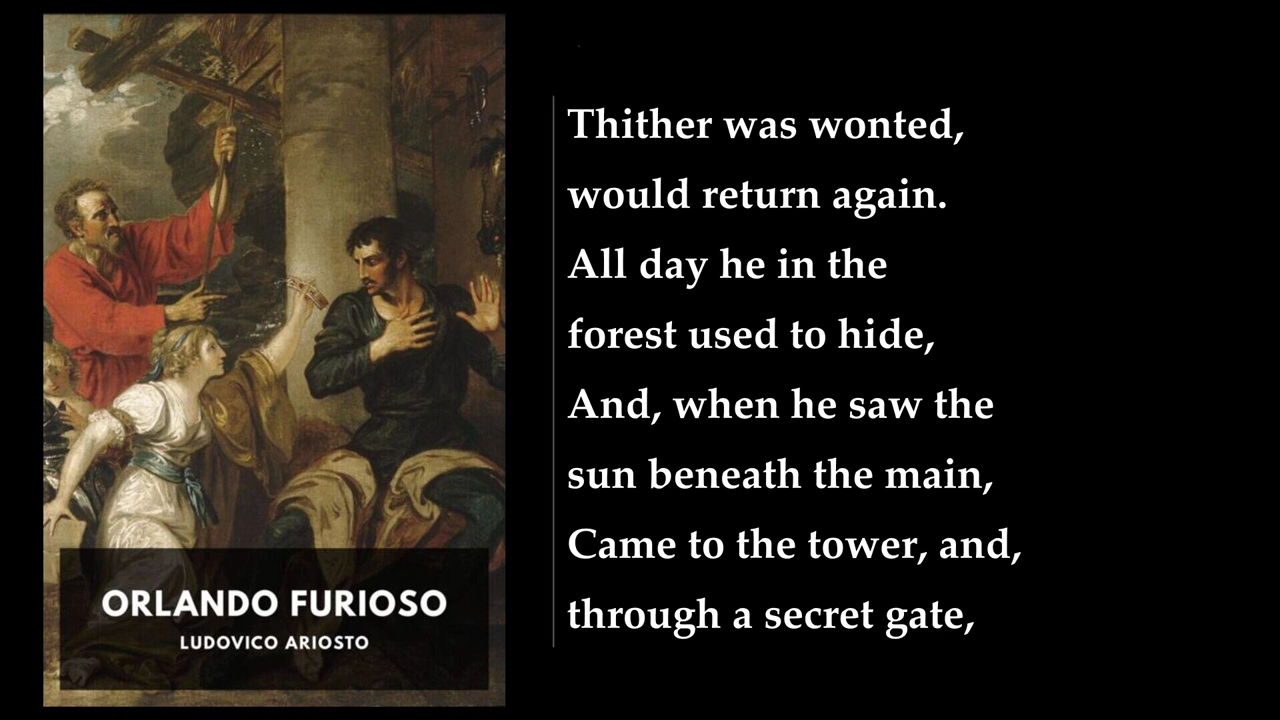 ORLANDO FURIOSO
LUDOVICO ARIOSTO
Thither was wonted,
would return again.
All day he in the
forest used to hide,
And, when he saw the
sun beneath the main,
Came to the tower, and,
through a secret gate,